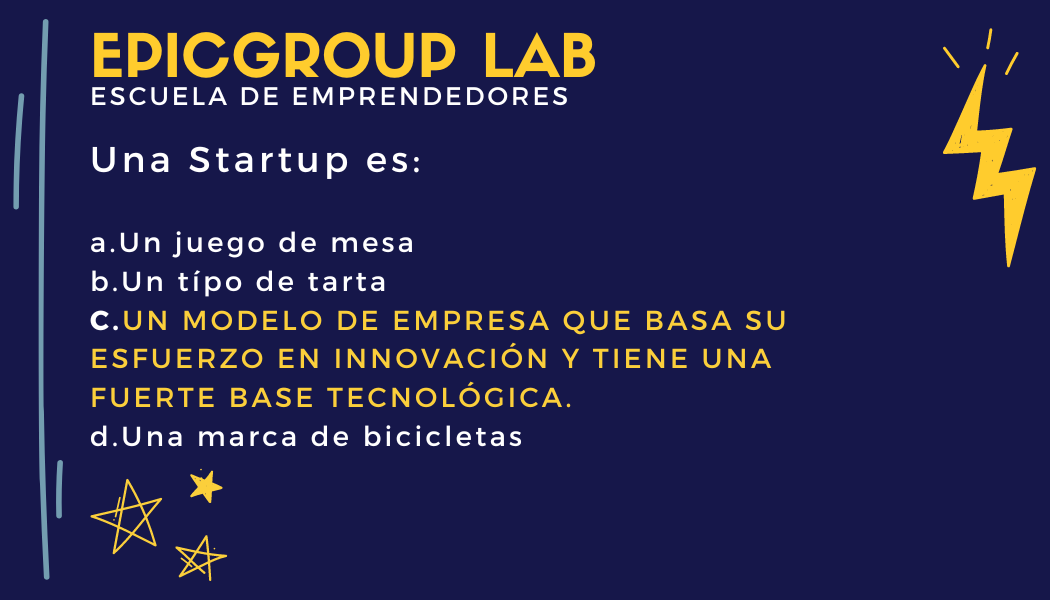 EPICGROUP LAB
ESCUELA DE EMPRENDEDORES
Una Startup es:
a.Un juego de mesa
b.Un típo de tarta
c.UN MODELO DE EMPRESA QUE BASA SU
ESFUERZO EN INNOVACIÓN Y TIENE UNA
FUERTE BASE TECNOLÓGICA.
d.Una marca de bicicletas